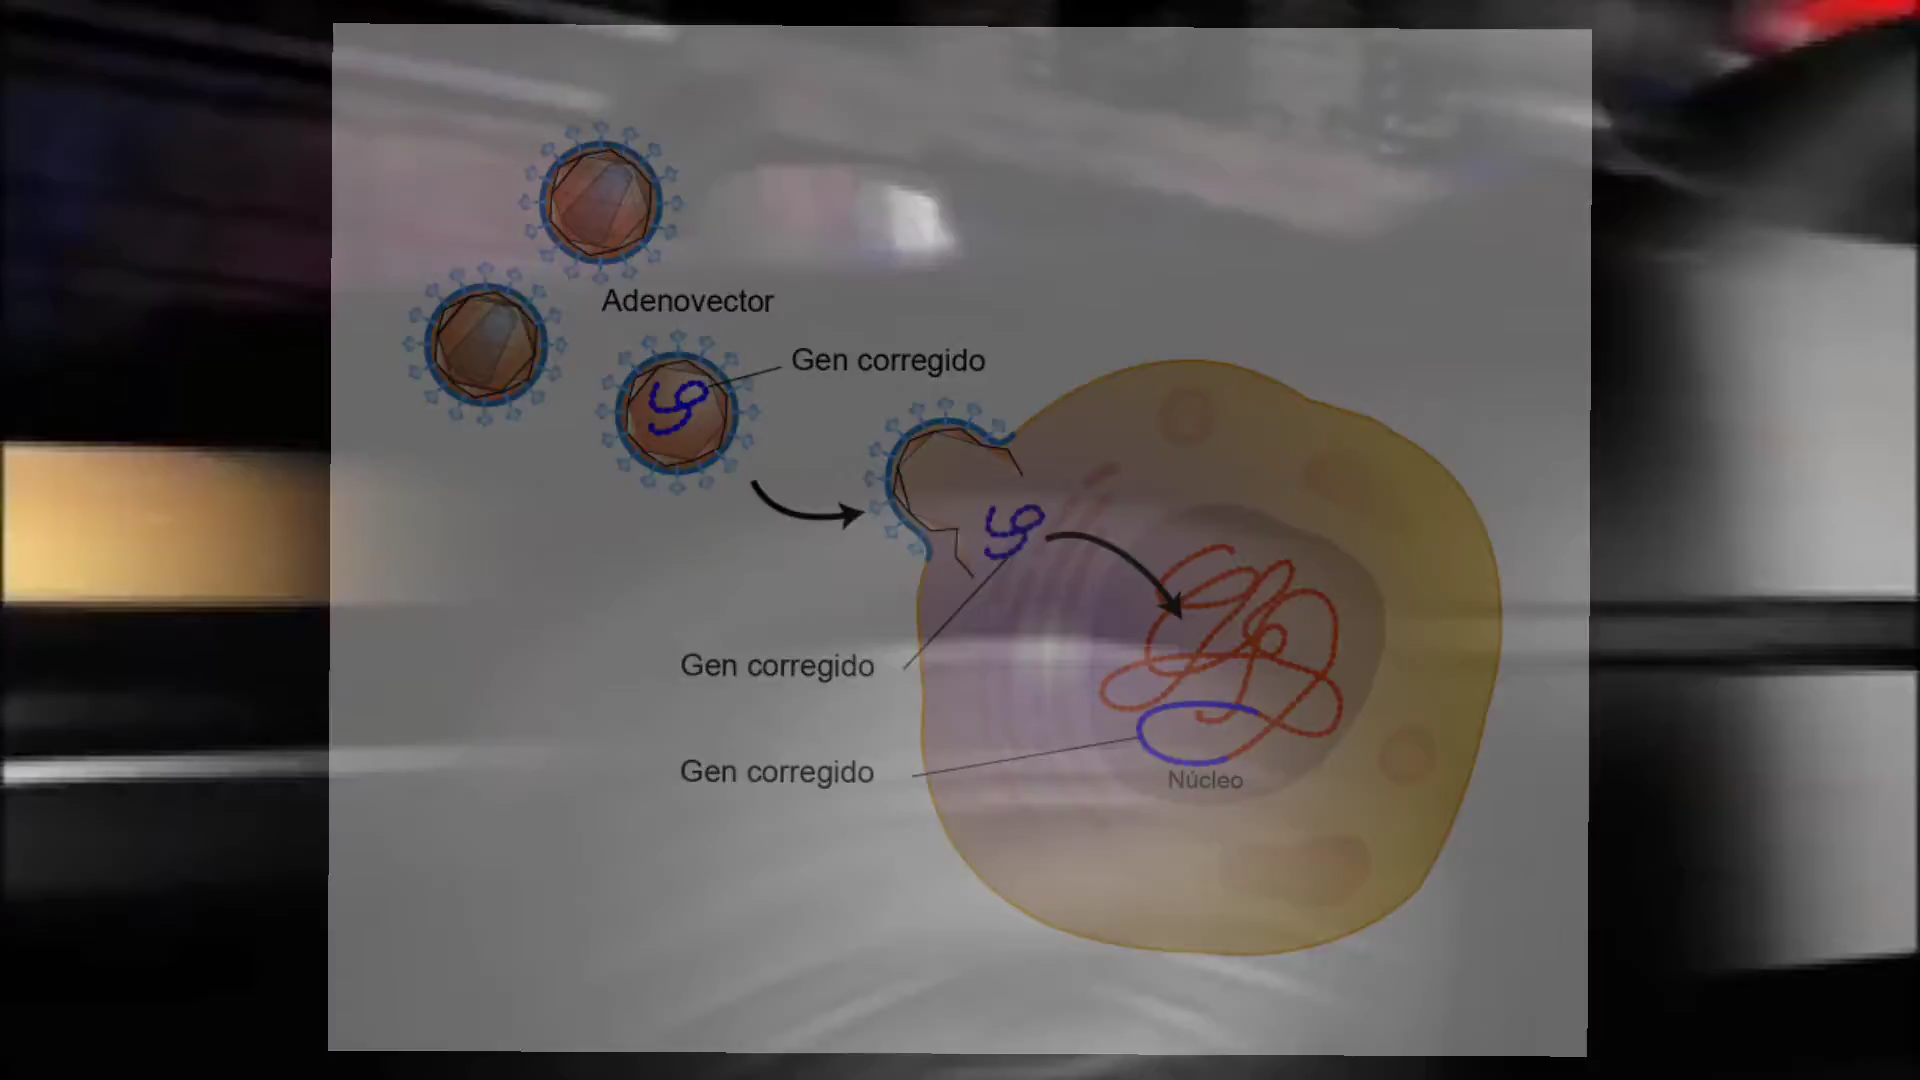 Adenovector
Gen corregido
Gen corregido
Gen corregido
Núcleo